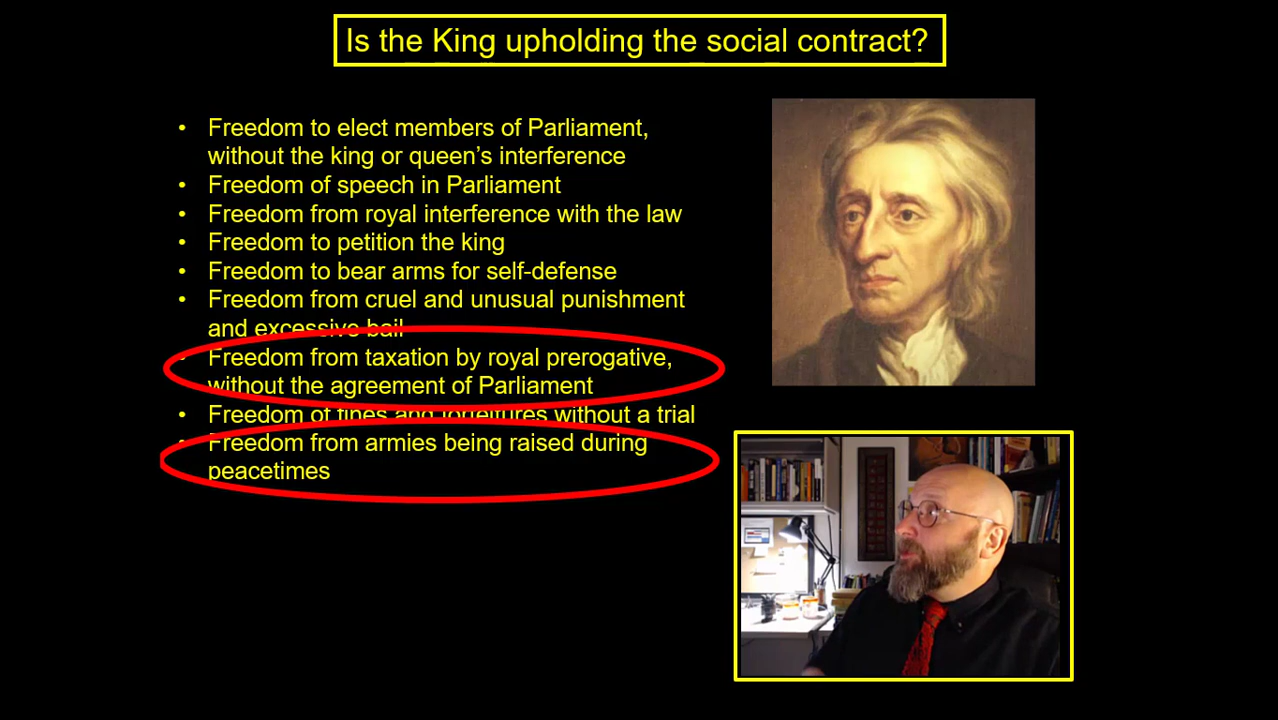 Is the King upholding the social contract?
• Freedom to elect members of Parliament,
without the king or queen's interference
• Freedom of speech in Parliament
• Freedom from royal interference with the law
• Freedom to petition the king
• Freedom to bear arms for self-defense
• Freedom from cruel and unusual punishment
and excessive bail
• Freedom from taxation by royal prerogative,
without the agreement of Parliament
• Freedom of fines and forfeitures without a trial
• Freedom from armies being raised during
peacetimes